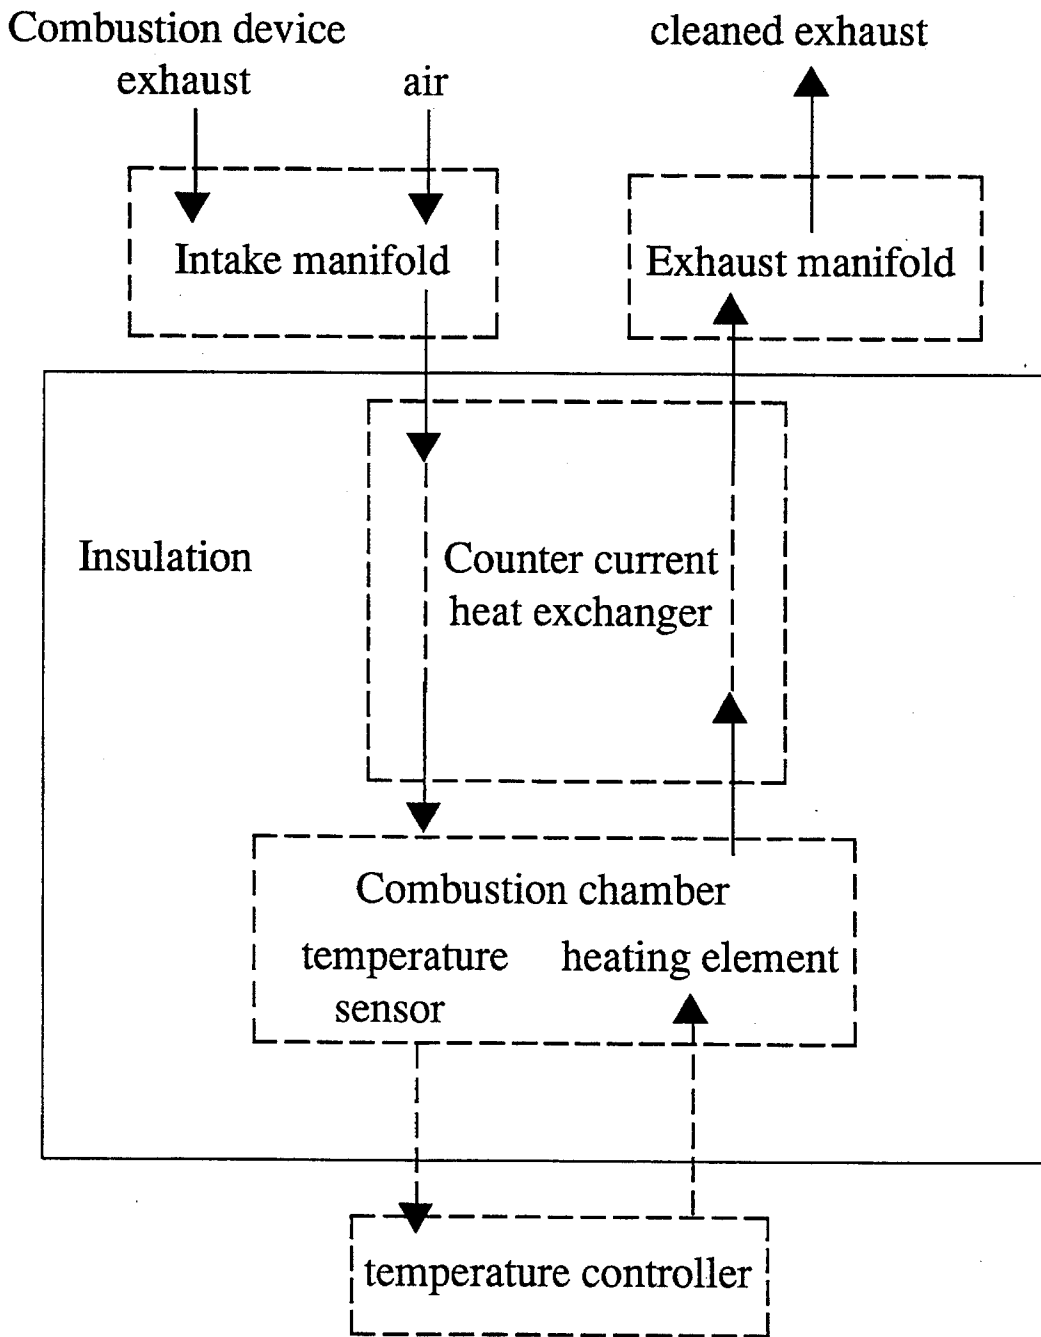 Combustion device
exhaust
air
cleaned exhaust
Intake manifold
Exhaust manifold
Insulation
Counter current
heat exchanger
Combustion chamber
temperature
sensor
heating element
temperature controller